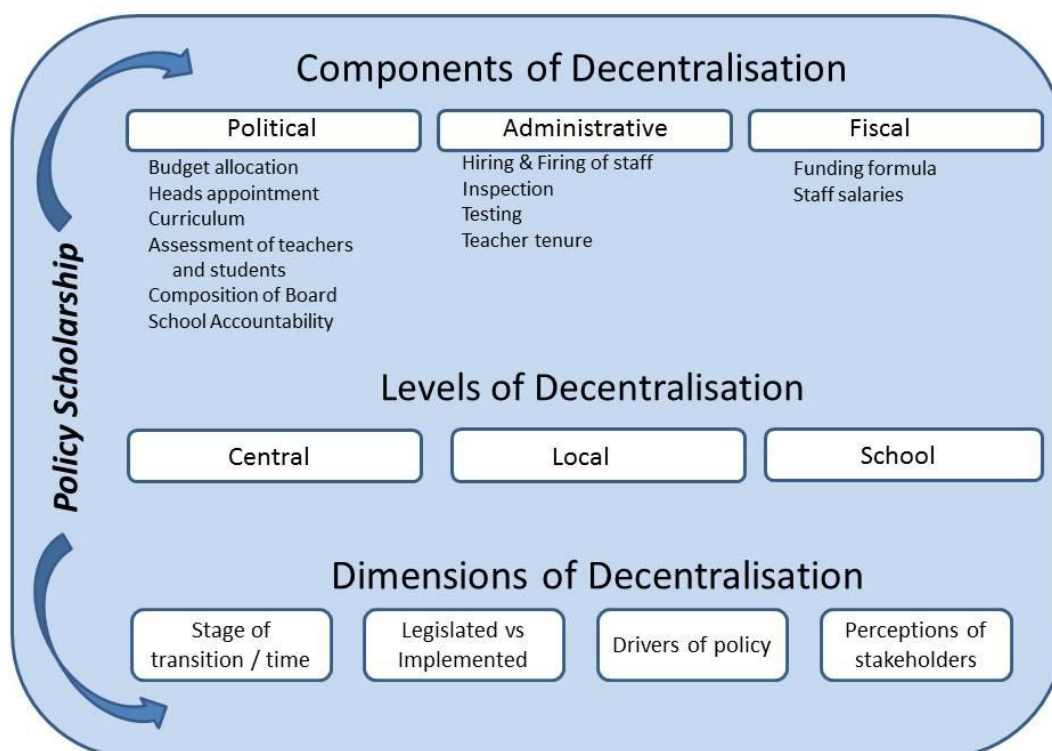 Components of Decentralisation
Political
Administrative
Fiscal
Budget allocation
Heads appointment
Curriculum
Assessment of teachers
and students
Composition of Board
School Accountability
Hiring & Firing of staff
Inspection
Testing
Teacher tenure
Funding formula
Staff salaries
Policy Scholarship
Levels of Decentralisation
Central
Local
School
Dimensions of Decentralisation
Stage of
transition / time
Legislated vs
Implemented
Drivers of policy
Perceptions of
stakeholders